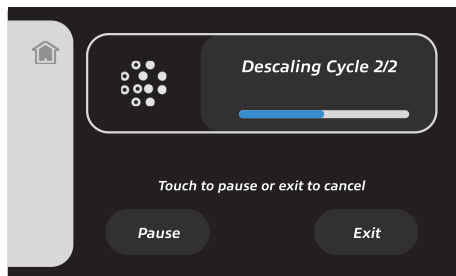 Descaling Cycle 2/2
Touch to pause or exit to cancel
Pause
Exit